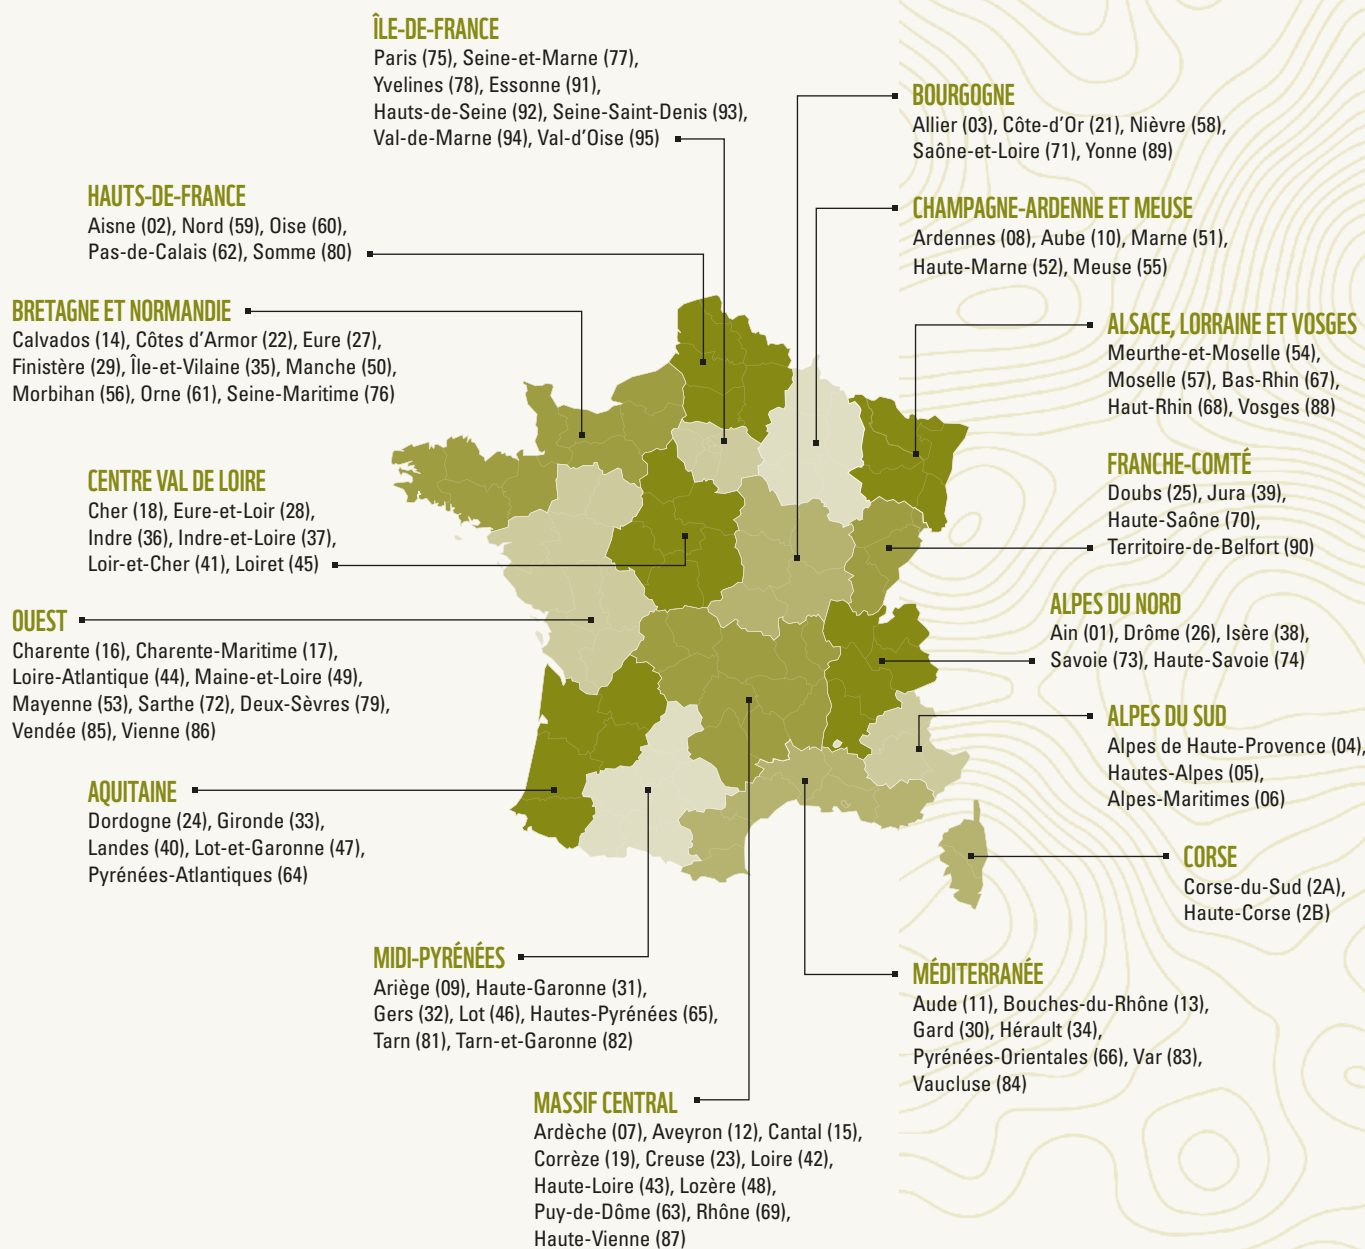 ÎLE-DE-FRANCE
Paris (75), Seine-et-Marne (77),
Yvelines (78), Essonne (91),
Hauts-de-Seine (92), Seine-Saint-Denis (93),
Val-de-Marne (94), Val-d'Oise (95)
BOURGOGNE
Allier (03), Côte-d'Or (21), Nièvre (58),
Saône-et-Loire (71), Yonne (89)
HAUTS-DE-FRANCE
Aisne (02), Nord (59), Oise (60),
Pas-de-Calais (62), Somme (80)
CHAMPAGNE-ARDENNE ET MEUSE
Ardennes (08), Aube (10), Marne (51),
Haute-Marne (52), Meuse (55)
BRETAGNE ET NORMANDIE
Calvados (14), Côtes d'Armor (22), Eure (27),
Finistère (29), Île-et-Vilaine (35), Manche (50),
Morbihan (56), Orne (61), Seine-Maritime (76)
ALSACE, LORRAINE ET VOSGES
Meurthe-et-Moselle (54),
Moselle (57), Bas-Rhin (67),
Haut-Rhin (68), Vosges (88)
CENTRE VAL DE LOIRE
Cher (18), Eure-et-Loir (28),
Indre (36), Indre-et-Loire (37),
Loir-et-Cher (41), Loiret (45)
FRANCHE-COMTÉ
Doubs (25), Jura (39),
Haute-Saône (70),
Territoire-de-Belfort (90)
OUEST
Charente (16), Charente-Maritime (17),
Loire-Atlantique (44), Maine-et-Loire (49),
Mayenne (53), Sarthe (72), Deux-Sèvres (79),
Vendée (85), Vienne (86)
ALPES DU NORD
Ain (01), Drôme (26), Isère (38),
Savoie (73), Haute-Savoie (74)
ALPES DU SUD
Alpes de Haute-Provence (04),
Hautes-Alpes (05),
Alpes-Maritimes (06)
AQUITAINE
Dordogne (24), Gironde (33),
Landes (40), Lot-et-Garonne (47),
Pyrénées-Atlantiques (64)
CORSE
Corse-du-Sud (2A),
Haute-Corse (2B)
MIDI-PYRÉNÉES
Ariège (09), Haute-Garonne (31),
Gers (32), Lot (46), Hautes-Pyrénées (65),
Tarn (81), Tarn-et-Garonne (82)
MÉDITERRANÉE
Aude (11), Bouches-du-Rhône (13),
Gard (30), Hérault (34),
Pyrénées-Orientales (66), Var (83),
Vaucluse (84)
MASSIF CENTRAL
Ardèche (07), Aveyron (12), Cantal (15),
Corrèze (19), Creuse (23), Loire (42),
Haute-Loire (43), Lozère (48),
Puy-de-Dôme (63), Rhône (69),
Haute-Vienne (87)